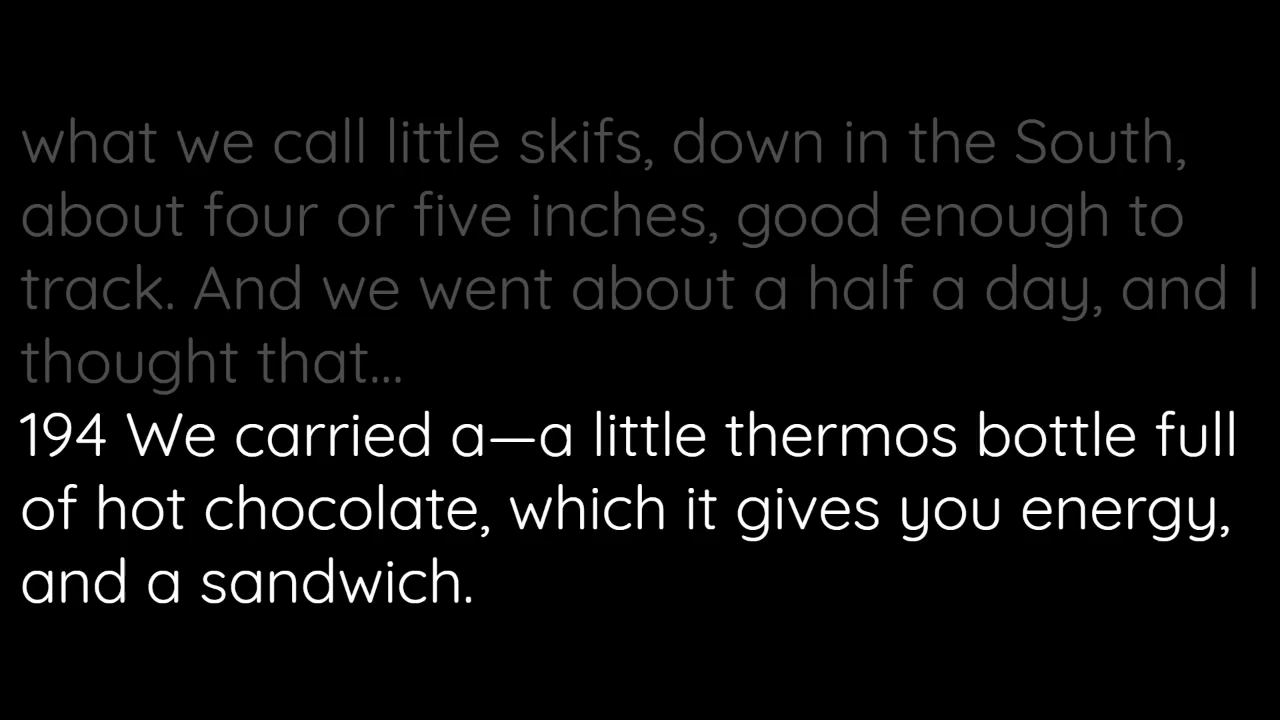 what we call little skifs, down in the South,
about four or five inches, good enough to
track. And we went about a half a day, and I
thought that...
194 We carried a—a little thermos bottle full
of hot chocolate, which it gives you energy,
and a sandwich.